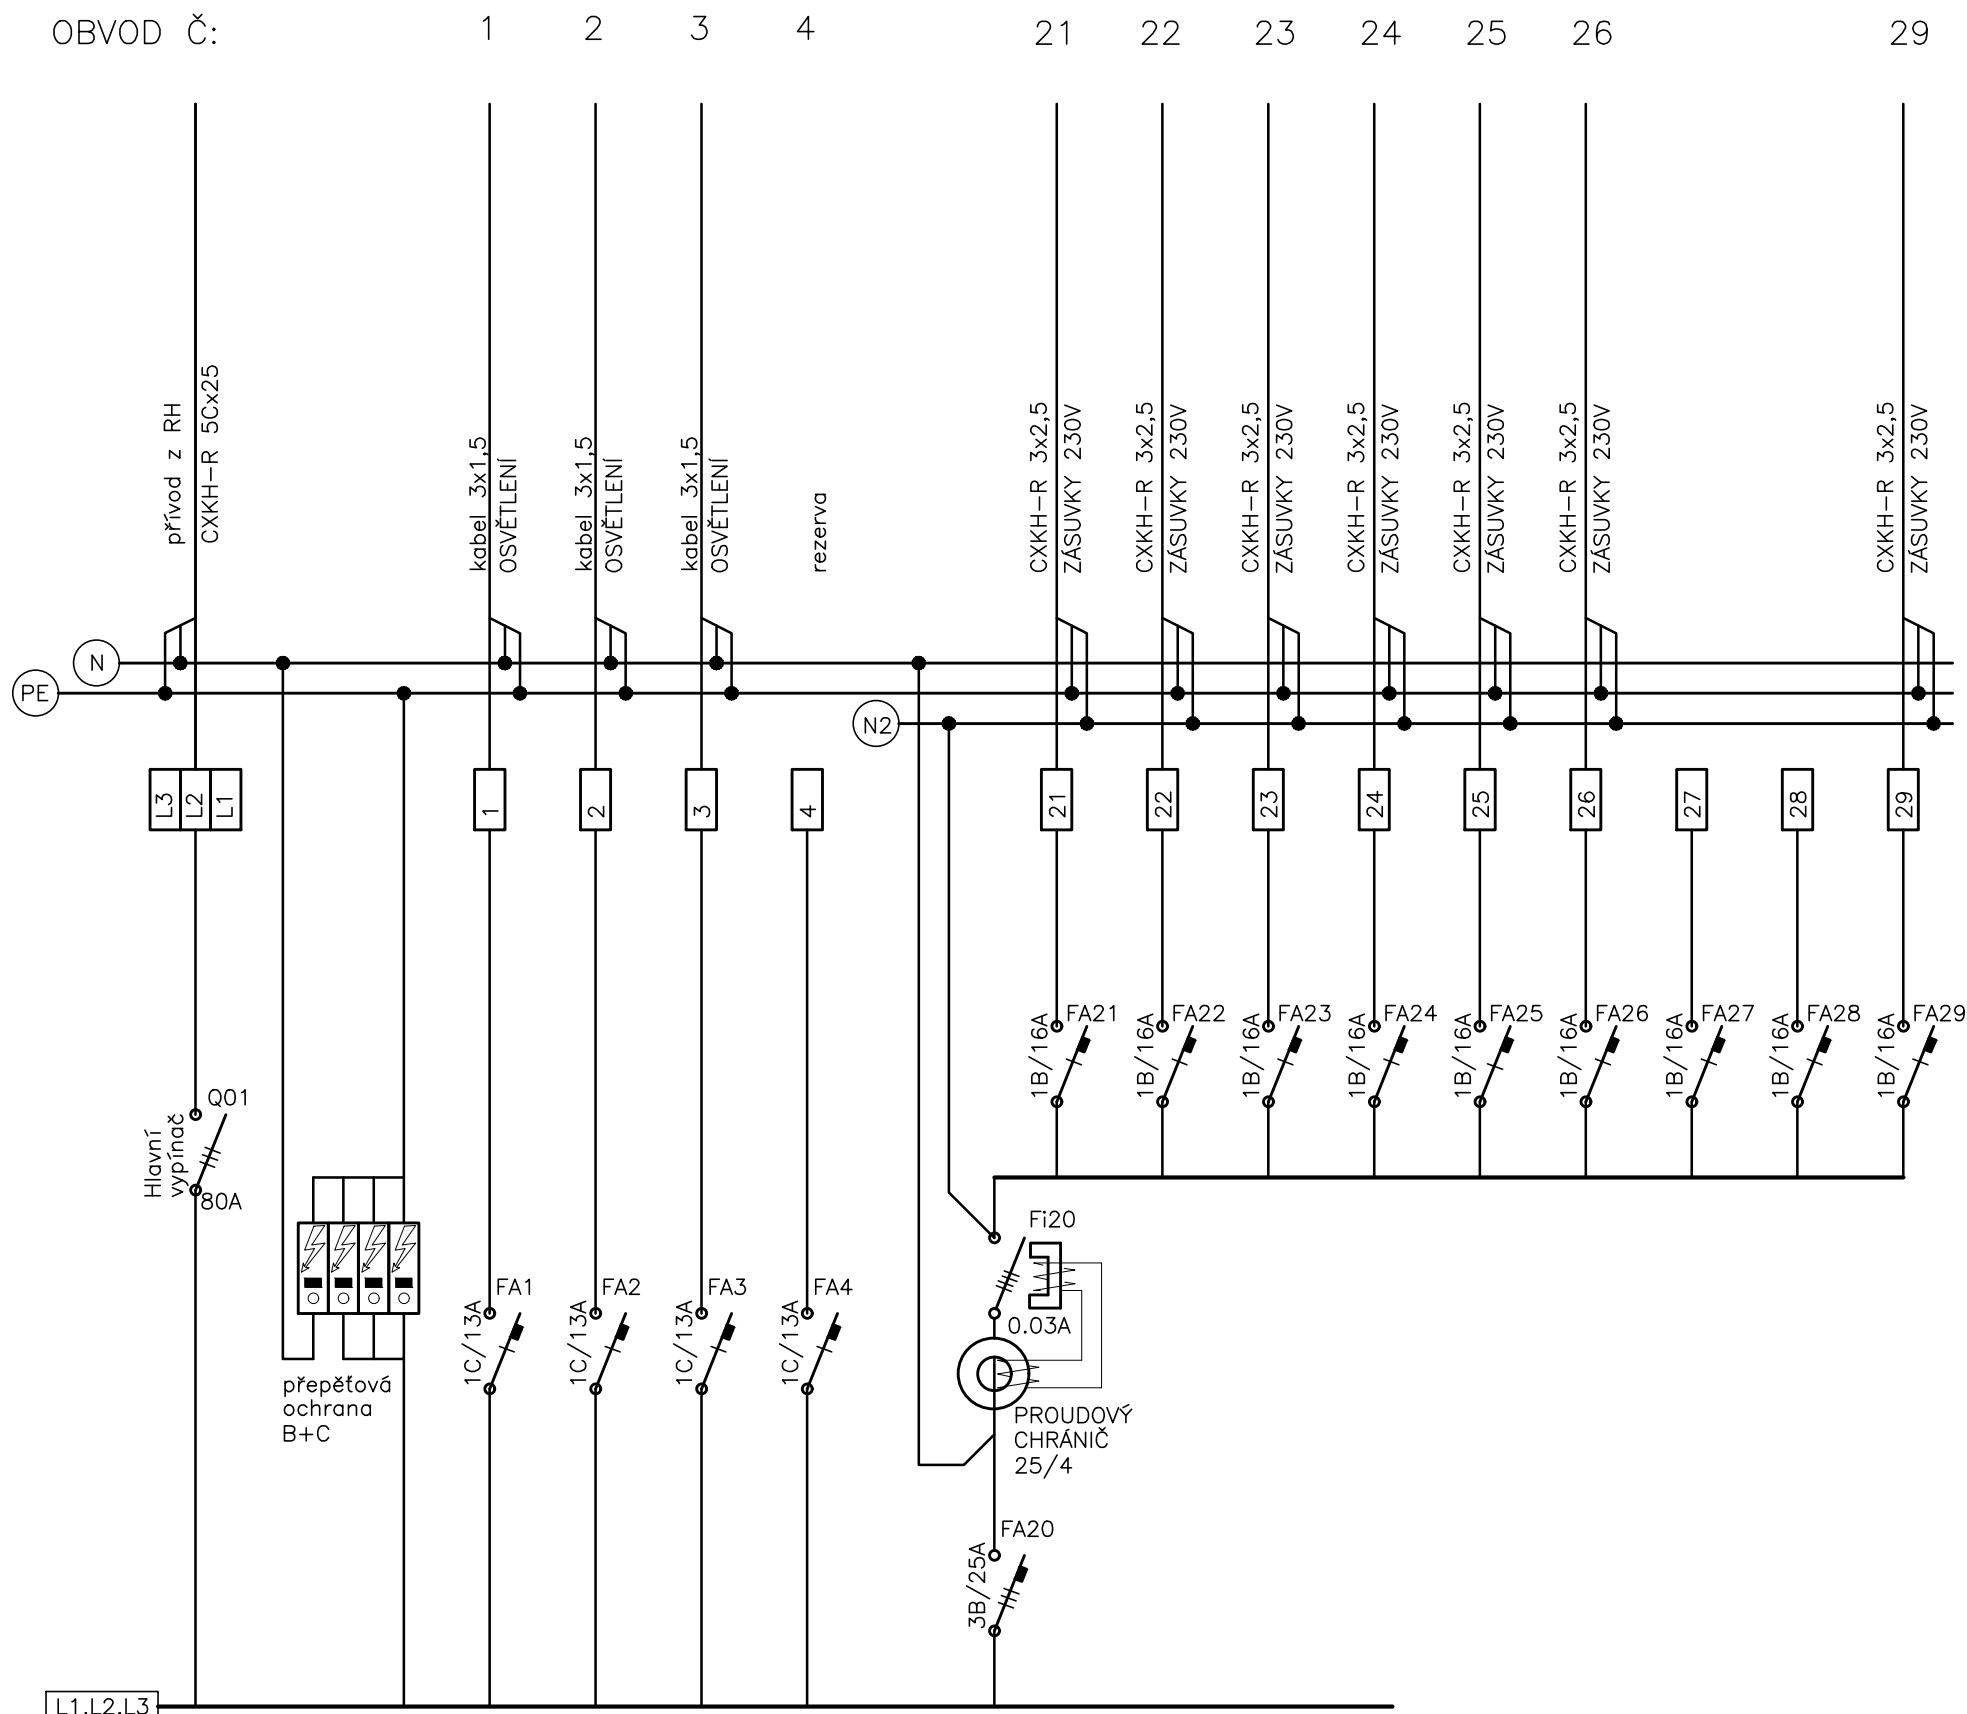 OBVOD Č:
1
2
3
4
21
22
23
24
25
26
29
přívod z RH
CXKH-R 5Cx25
kabel 3x1,5
OSVĚTLENÍ
kabel 3x1,5
OSVĚTLENÍ
kabel 3x1,5
OSVĚTLENÍ
rezerva
CXKH-R 3x2,5
ZÁSUVKY 230V
CXKH-R 3x2,5
ZÁSUVKY 230V
CXKH-R 3x2,5
ZÁSUVKY 230V
CXKH-R 3x2,5
ZÁSUVKY 230V
CXKH-R 3x2,5
ZÁSUVKY 230V
CXKH-R 3x2,5
ZÁSUVKY 230V
CXKH-R 3x2,5
ZÁSUVKY 230V
N
PE
N2
L3
L2
L1
1
2
3
4
21
22
23
24
25
26
27
28
29
1B/16A
FA21
1B/16A
FA22
1B/16A
FA23
1B/16A
FA24
1B/16A
FA25
1B/16A
FA26
1B/16A
FA27
1B/16A
FA28
1B/16A
FA29
Q01
Hlavní
vypínač
80A
Fi20
0.03A
1C/13A
FA1
1C/13A
FA2
1C/13A
FA3
1C/13A
FA4
přepěťová
ochrana
B+C
PROUDOVÝ
CHRÁNIČ
25/4
FA20
3B/25A
L1,L2,L3